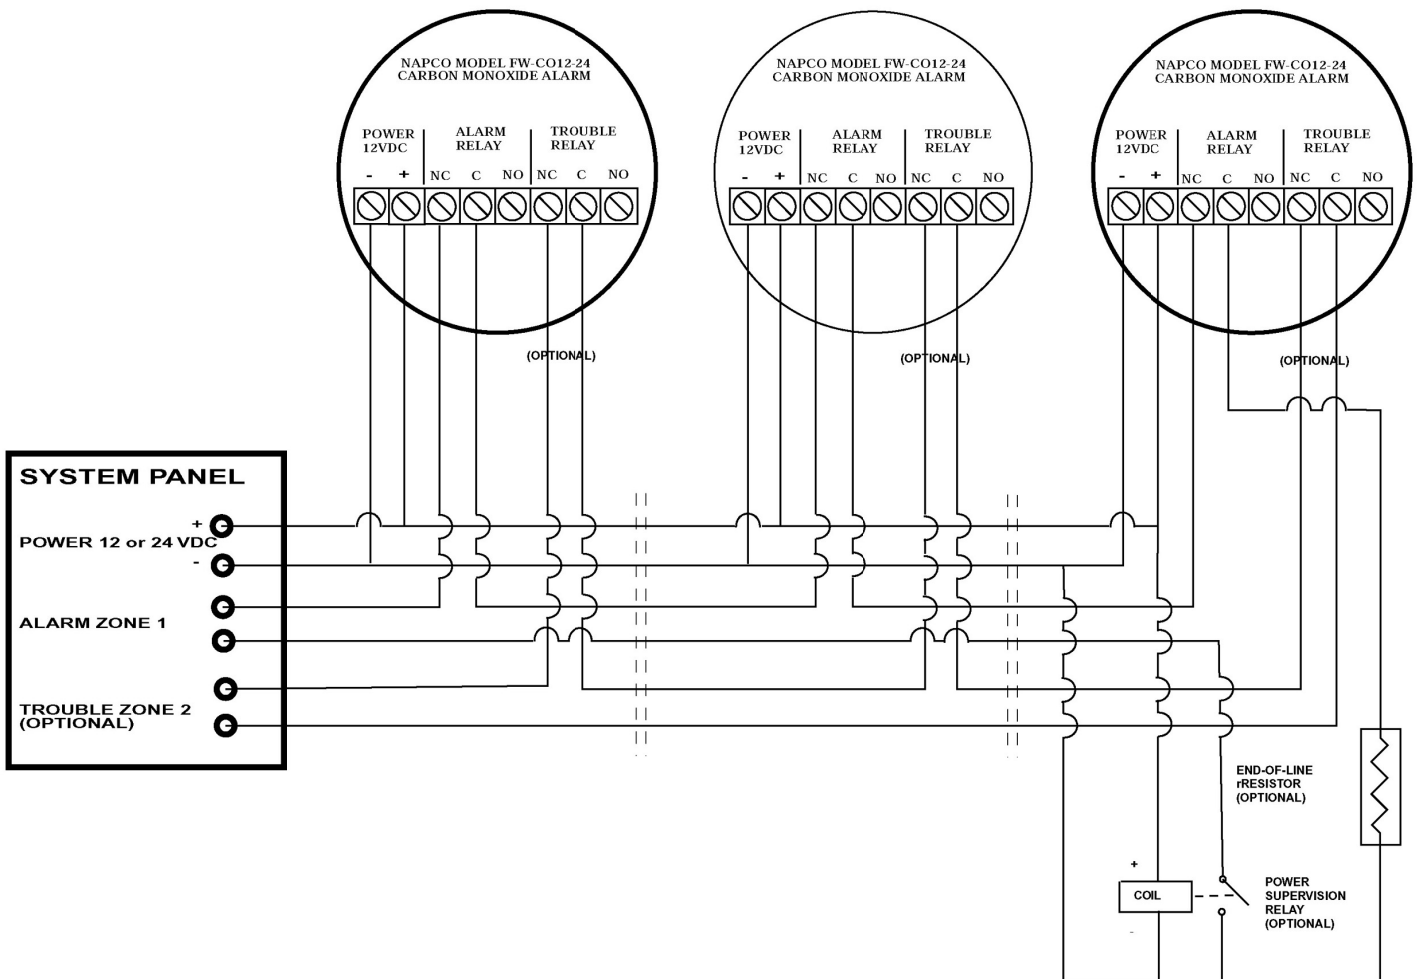 NAPCO MODEL FW-CO12-24
CARBON MONOXIDE ALARM
POWER
12VDC
ALARM
RELAY
TROUBLE
RELAY
- + NC C NO NC C NO
(OPTIONAL)
NAPCO MODEL FW-CO12-24
CARBON MONOXIDE ALARM
POWER
12VDC
ALARM
RELAY
TROUBLE
RELAY
- + NC C NO NC C NO
(OPTIONAL)
NAPCO MODEL FW-CO12-24
CARBON MONOXIDE ALARM
POWER
12VDC
ALARM
RELAY
TROUBLE
RELAY
- + NC C NO NC C NO
(OPTIONAL)
SYSTEM PANEL
+
POWER 12 or 24 VDC
-
ALARM ZONE 1
TROUBLE ZONE 2
(OPTIONAL)
END-OF-LINE
rRESISTOR
(OPTIONAL)
+
COIL
-
POWER
SUPERVISION
RELAY
(OPTIONAL)